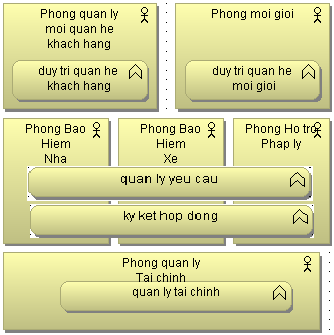 Phong quan ly
moi quan he
khach hang
duy tri quan he
khach hang
Phong moi gioi
duy tri quan he
moi gioi
Phong Bao
Hiem
Nha
Phong Bao
Hiem
Xe
Phong Ho tro
Phap ly
quan ly yeu cau
ky ket hop dong
Phong quan ly
Tai chinh
quan ly tai chinh